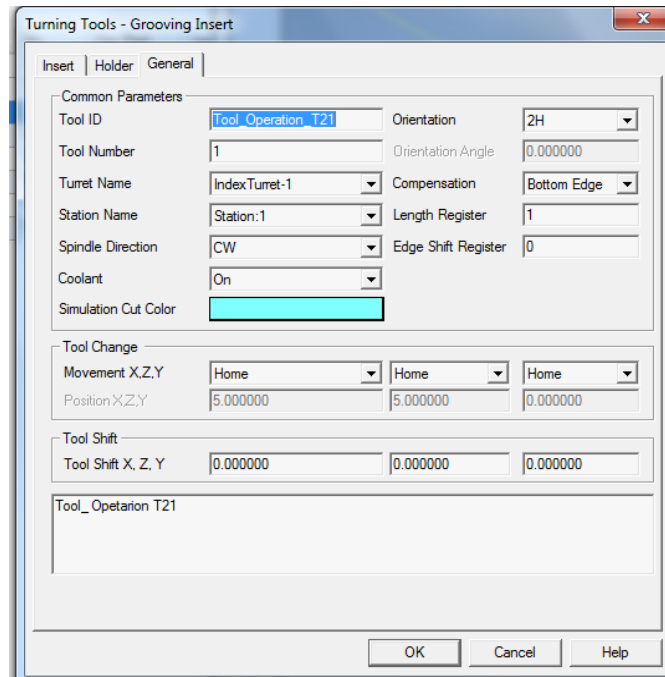 Turning Tools - Grooving Insert
Insert Holder General
Common Parameters
Tool ID Tool_Operation_T21 Orientation 2H
Tool Number 1 Orientation Angle 0.000000
Turret Name IndexTurret-1 Compensation Bottom Edge
Station Name Station:1 Length Register 1
Spindle Direction CW Edge Shift Register 0
Coolant On
Simulation Cut Color
Tool Change
Movement X,Z,Y Home Home Home
Position X,Z,Y 5.000000 5.000000 0.000000
Tool Shift
Tool Shift X, Z, Y 0.000000 0.000000 0.000000
Tool_ Opetarion T21
OK Cancel Help